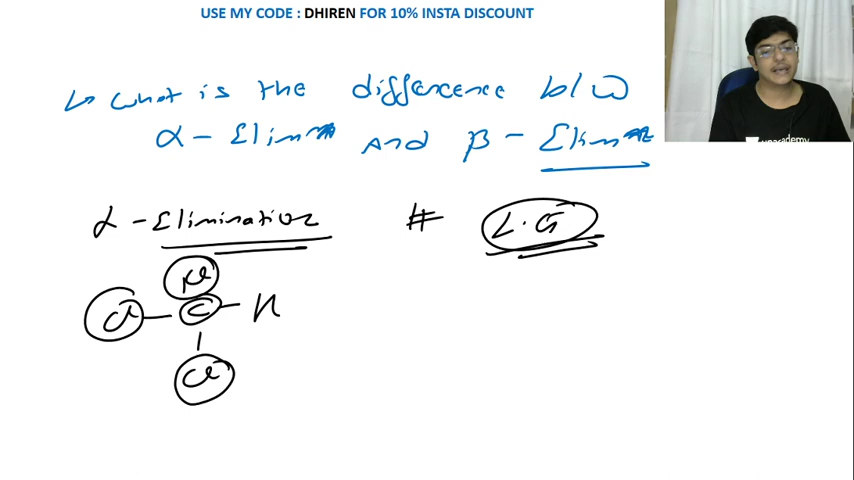 USE MY CODE : DHIREN FOR 10% INSTA DISCOUNT
↳ what is the difference b/w
α - Elimn and β - Elimn
α - Elimination # L.G
Cl
Cl - C - H
Cl
unacademy